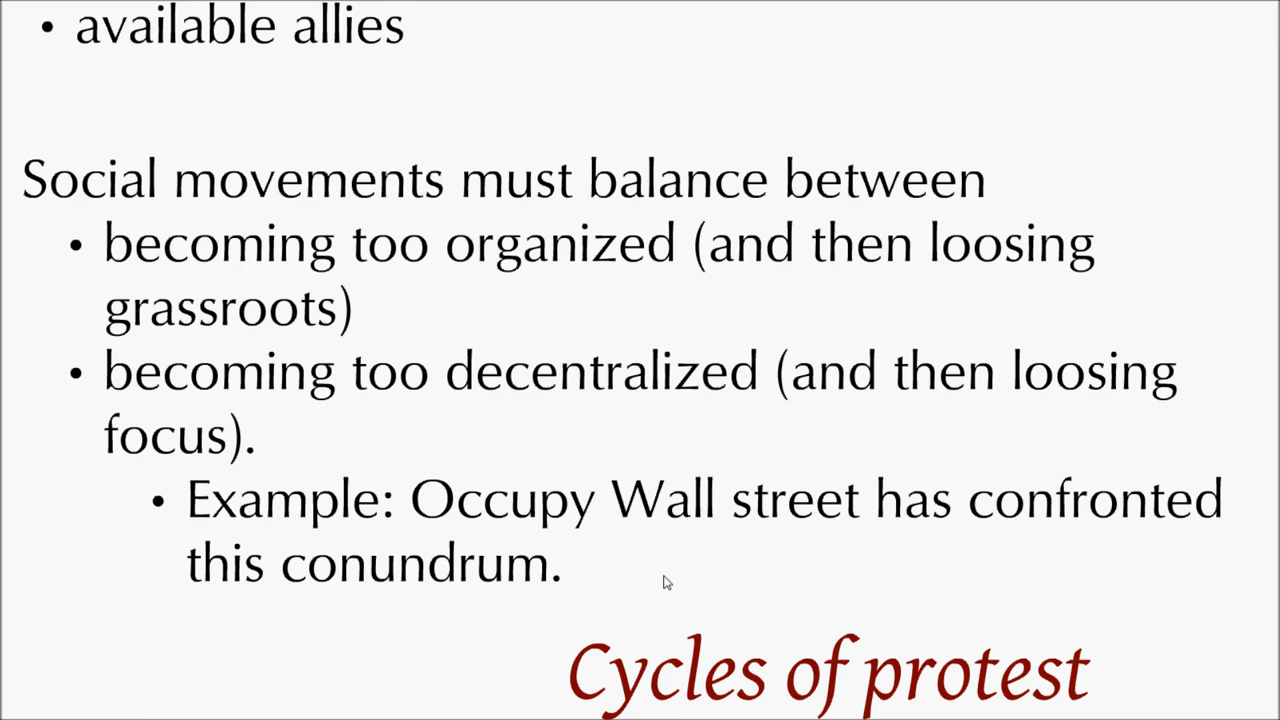 • available allies
Social movements must balance between
• becoming too organized (and then loosing
grassroots)
• becoming too decentralized (and then loosing
focus).
• Example: Occupy Wall street has confronted
this conundrum.
Cycles of protest